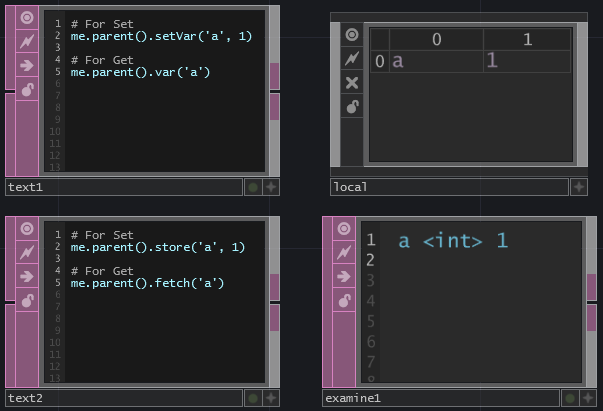 1 # For Set
2 me.parent().setVar('a', 1)
3
4 # For Get
5 me.parent().var('a')
6
7
8
9
10
11
12
13
text1
0 1
0 a 1
local
1 # For Set
2 me.parent().store('a', 1)
3
4 # For Get
5 me.parent().fetch('a')
6
7
8
9
10
11
12
13
text2
1 a <int> 1
2
3
4
5
6
7
8
examine1